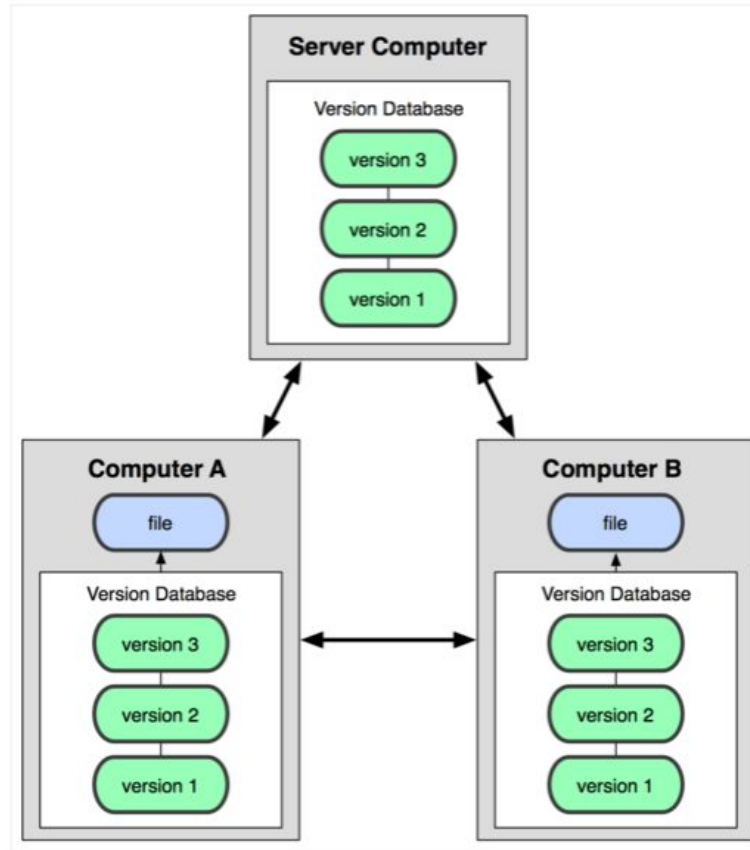 Server Computer
Version Database
version 3
version 2
version 1
Computer A
file
Version Database
version 3
version 2
version 1
Computer B
file
Version Database
version 3
version 2
version 1